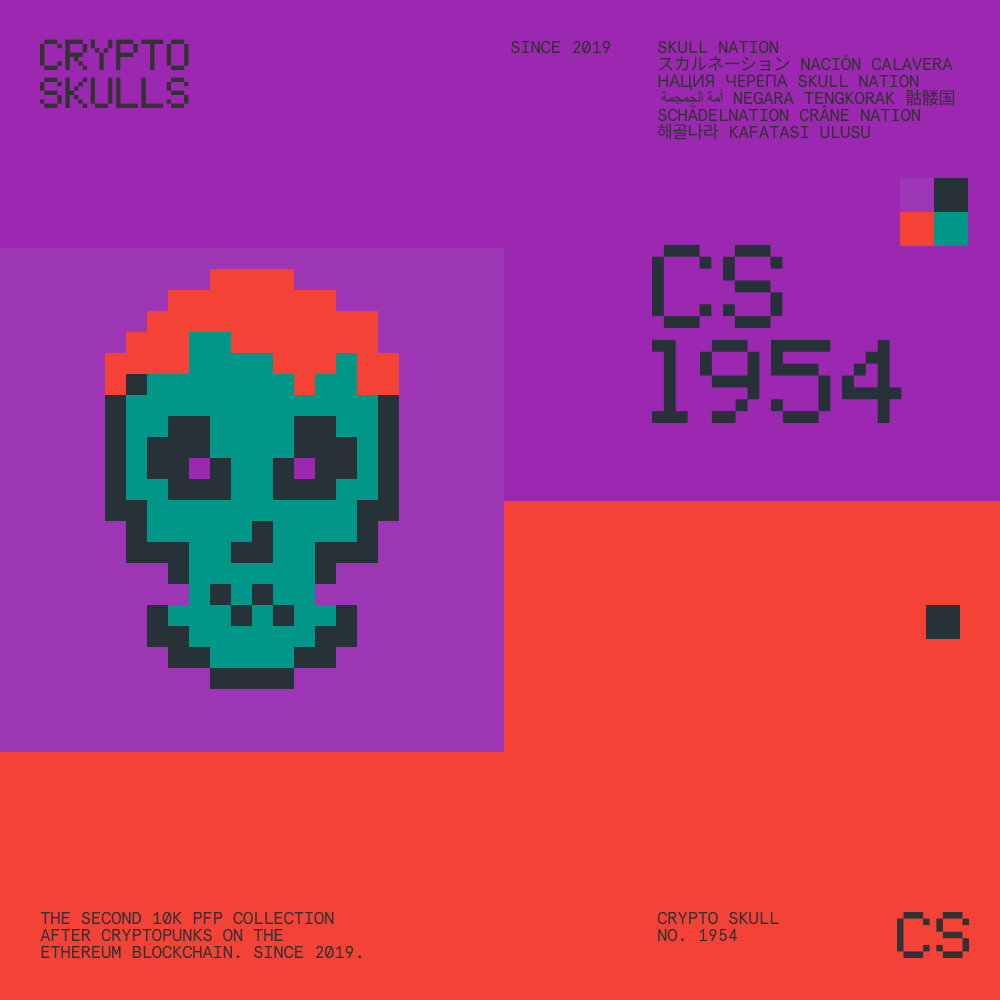 CRYPTO
SKULLS
SINCE 2019
SKULL NATION
スカルネーション NACIÓN CALAVERA
НАЦИЯ ЧЕРЕПА SKULL NATION
أمة الجمجمة NEGARA TENGKORAK 骷髅国
SCHÄDELNATION CRÂNE NATION
해골나라 KAFATASI ULUSU
CS
1954
THE SECOND 10K PFP COLLECTION
AFTER CRYPTOPUNKS ON THE
ETHEREUM BLOCKCHAIN. SINCE 2019.
CRYPTO SKULL
NO. 1954
CS